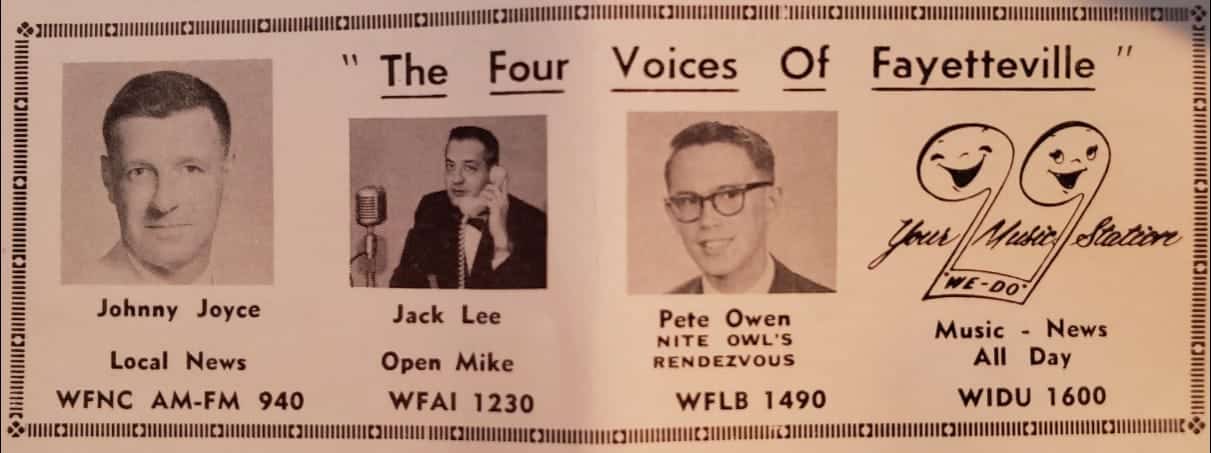 " The Four Voices Of Fayetteville "
Johnny Joyce
Local News
WFNC AM-FM 940
Jack Lee
Open Mike
WFAI 1230
Pete Owen
NITE OWL'S
RENDEZVOUS
WFLB 1490
Your Music Station
"WE-DO"
Music - News
All Day
WIDU 1600